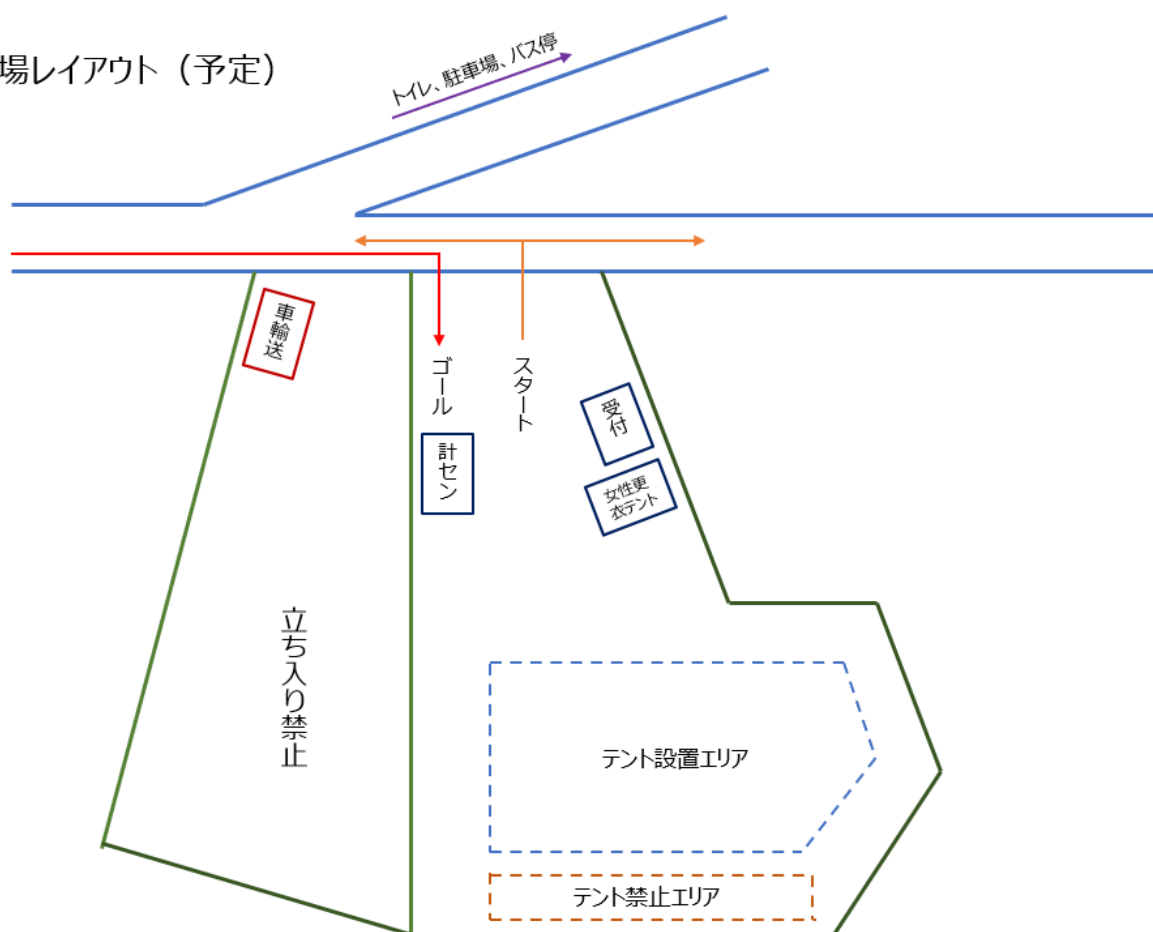 場レイアウト（予定）
トイレ、駐車場、バス停
車輸送
ゴール
スタート
計セン
受付
女性更
衣テント
立ち入り禁止
テント設置エリア
テント禁止エリア